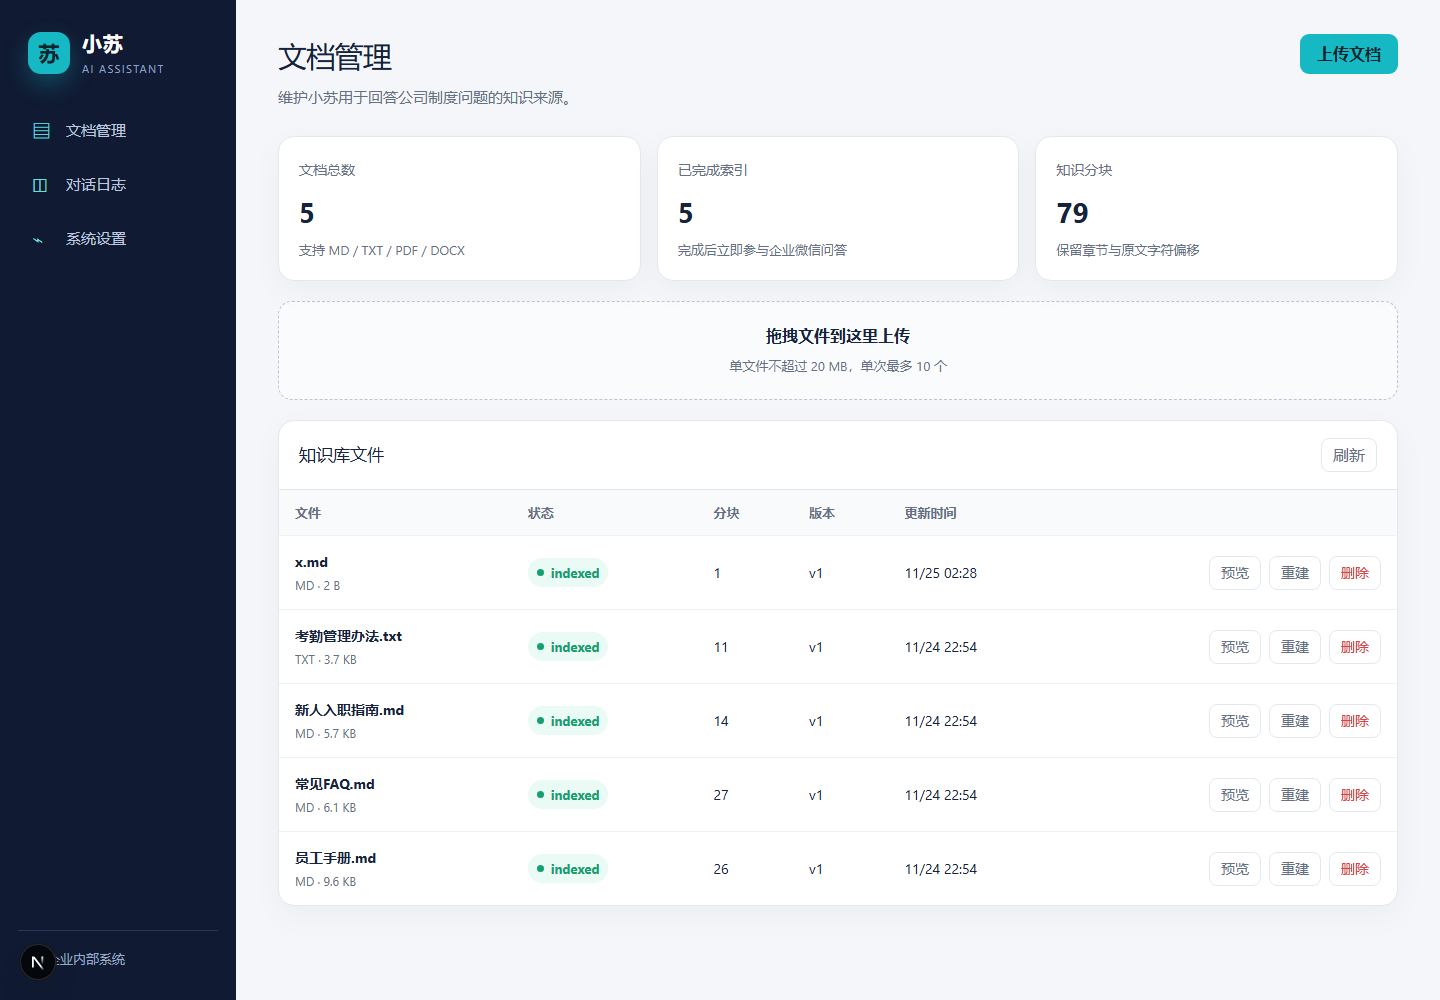 苏
小苏
AI ASSISTANT
文档管理
对话日志
系统设置
N
业内部系统
文档管理
上传文档
维护小苏用于回答公司制度问题的知识来源。
文档总数
5
支持 MD / TXT / PDF / DOCX
已完成索引
5
完成后立即参与企业微信问答
知识分块
79
保留章节与原文字符偏移
拖拽文件到这里上传
单文件不超过 20 MB，单次最多 10 个
知识库文件
刷新
文件 状态 分块 版本 更新时间
x.md
MD · 2 B
indexed 1 v1 11/25 02:28 预览 重建 删除
考勤管理办法.txt
TXT · 3.7 KB
indexed 11 v1 11/24 22:54 预览 重建 删除
新人入职指南.md
MD · 5.7 KB
indexed 14 v1 11/24 22:54 预览 重建 删除
常见FAQ.md
MD · 6.1 KB
indexed 27 v1 11/24 22:54 预览 重建 删除
员工手册.md
MD · 9.6 KB
indexed 26 v1 11/24 22:54 预览 重建 删除